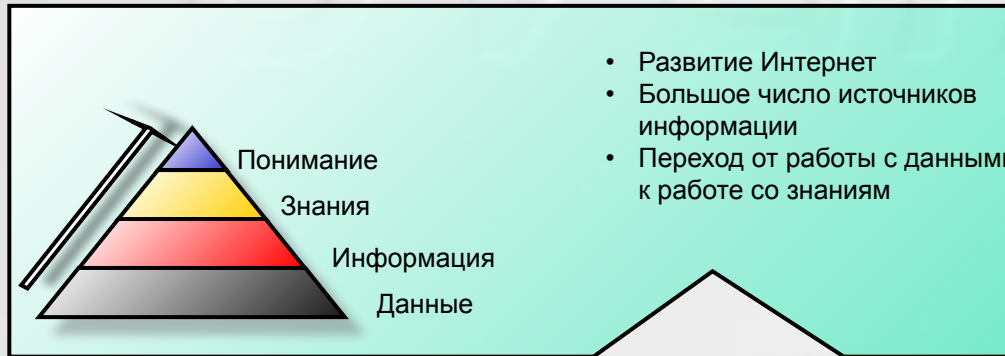 Понимание
Знания
Информация
Данные
• Развитие Интернет
• Большое число источников
информации
• Переход от работы с данными
к работе со знаниям